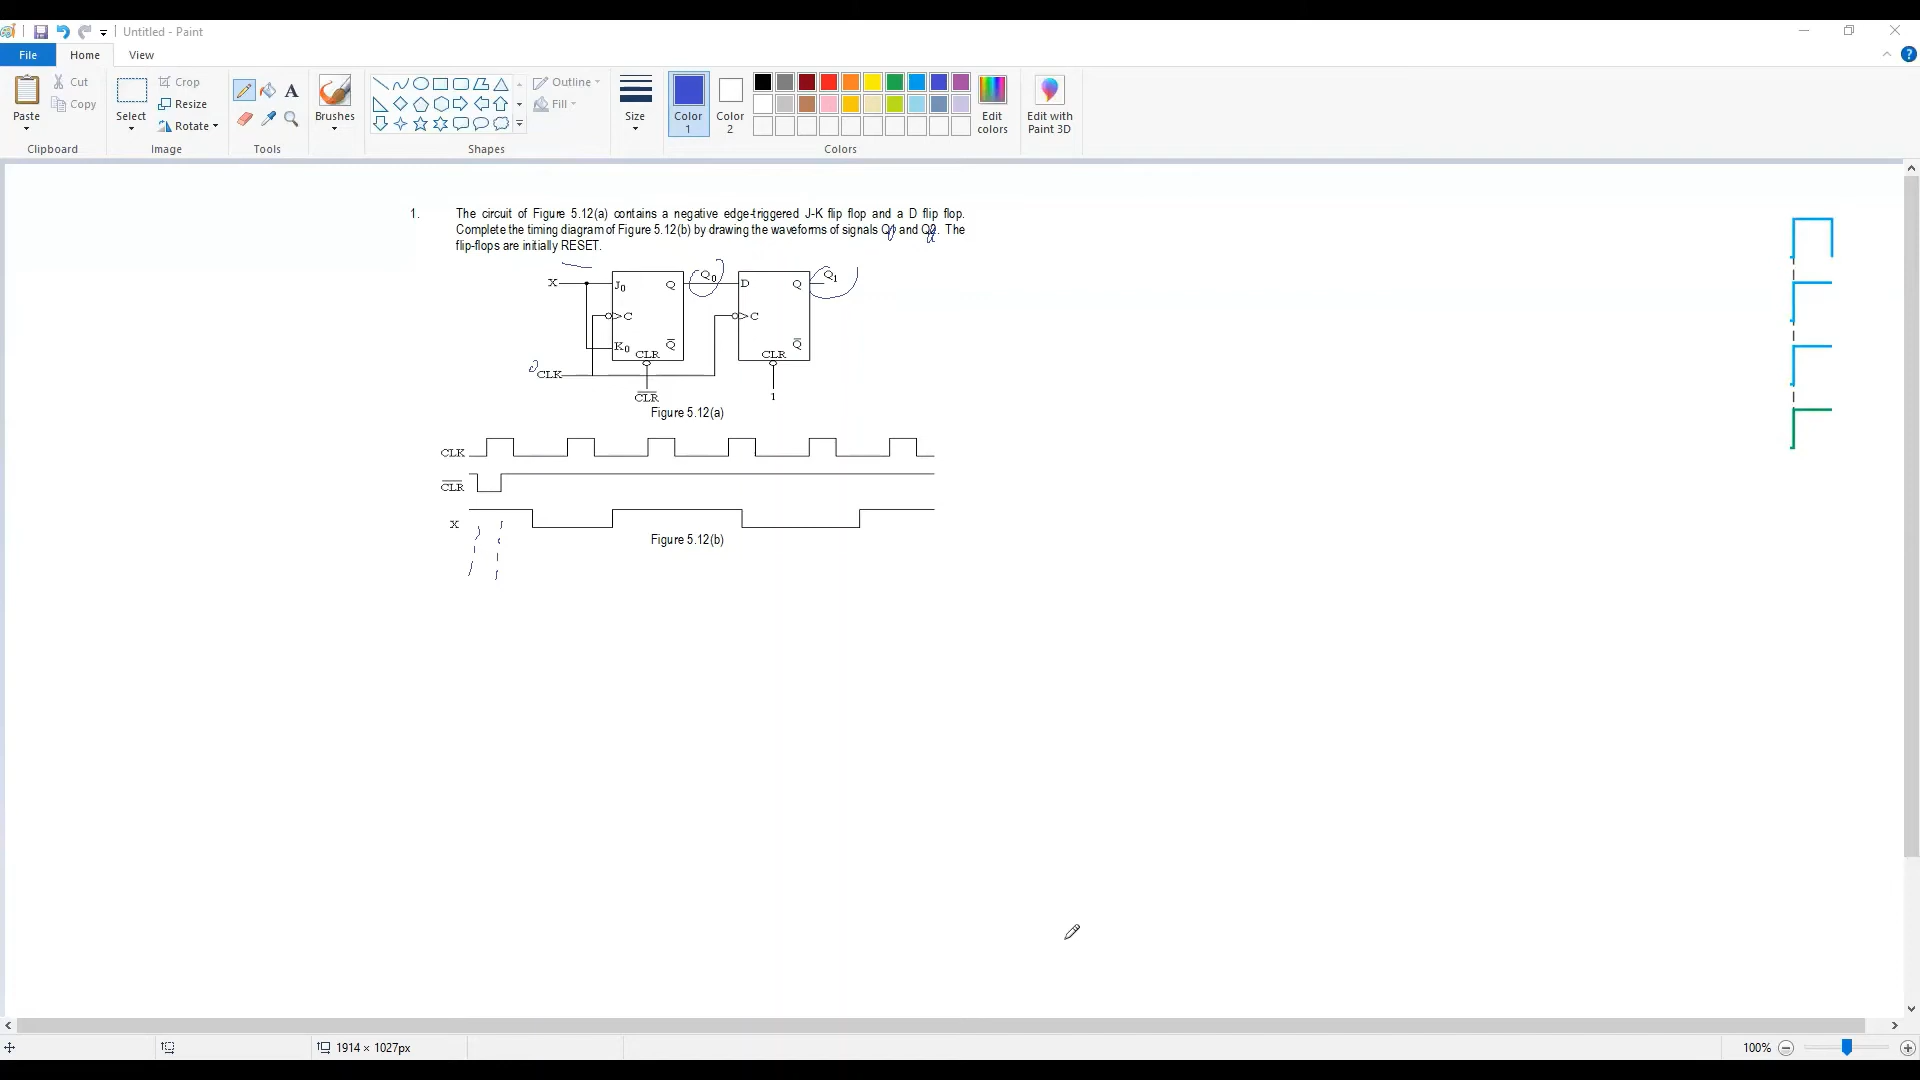 Untitled - Paint
File Home View
Paste
Cut
Copy
Clipboard
Select
Crop
Resize
Rotate
Image
A
Tools
Brushes
Outline
Fill
Shapes
Size
Color 1
Color 2
Edit colors
Colors
Edit with Paint 3D
1. The circuit of Figure 5.12(a) contains a negative edge-triggered J-K flip flop and a D flip flop.
Complete the timing diagram of Figure 5.12(b) by drawing the waveforms of signals Q0 and Q1. The
flip-flops are initially RESET.
X J0 Q Q0 D Q Q1
C C
K0 CLR Q̅ CLR Q̅
CLK
C̅L̅R̅ 1
Figure 5.12(a)
CLK
C̅L̅R̅
X
Figure 5.12(b)
1914 × 1027px
100%